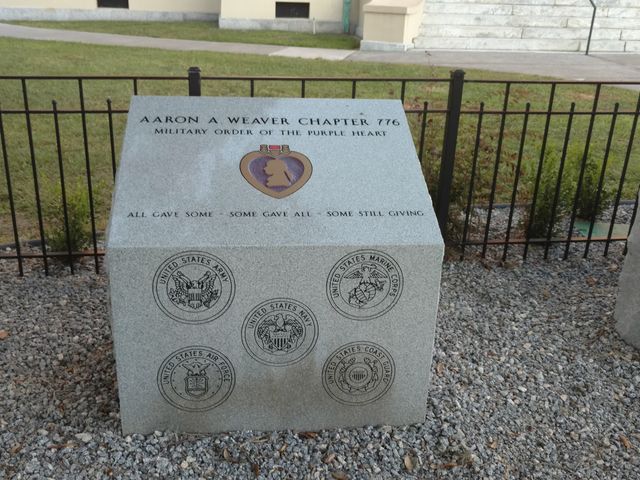 AARON A WEAVER CHAPTER 776
MILITARY ORDER OF THE PURPLE HEART
ALL GAVE SOME - SOME GAVE ALL - SOME STILL GIVING
UNITED STATES ARMY
UNITED STATES MARINE CORPS
UNITED STATES NAVY
UNITED STATES AIR FORCE
UNITED STATES COAST GUARD